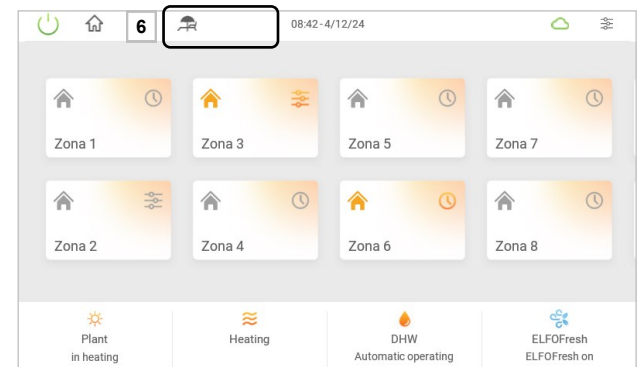 6
08:42 - 4/12/24
Zona 1
Zona 3
Zona 5
Zona 7
Zona 2
Zona 4
Zona 6
Zona 8
Plant
in heating
Heating
DHW
Automatic operating
ELFOFresh
ELFOFresh on